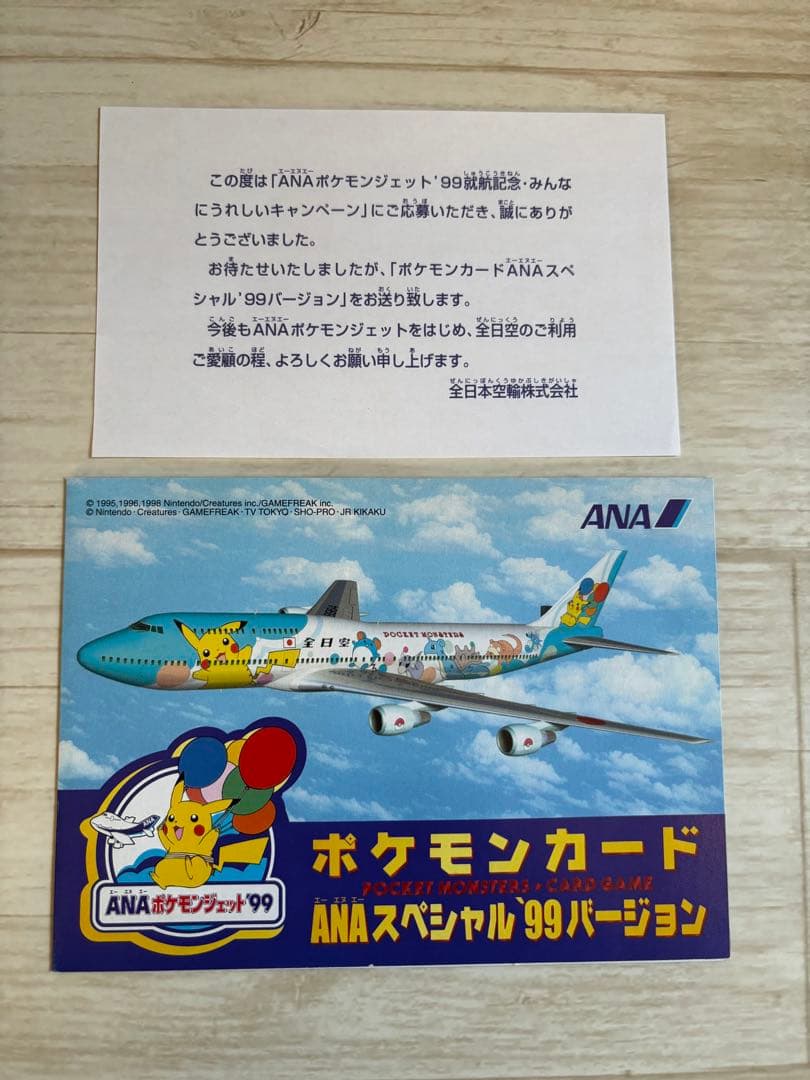 この度は「ANAポケモンジェット'99就航記念・みんな
にうれしいキャンペーン」にご応募いただき、誠にありが
とうございました。
お待たせいたしましたが、「ポケモンカードANAスペ
シャル'99バージョン」をお送り致します。
今後もANAポケモンジェットをはじめ、全日空のご利用
ご愛顧の程、よろしくお願い申し上げます。
全日本空輸株式会社
© 1995,1996,1998 Nintendo/Creatures inc./GAMEFREAK inc.
© Nintendo・Creatures・GAMEFREAK・TV TOKYO・SHO-PRO・JR KIKAKU
ANA
POCKET MONSTERS
全日空
ANA
ANAポケモンジェット'99
ポケモンカード
POCKET MONSTERS CARD GAME
ANAスペシャル'99バージョン